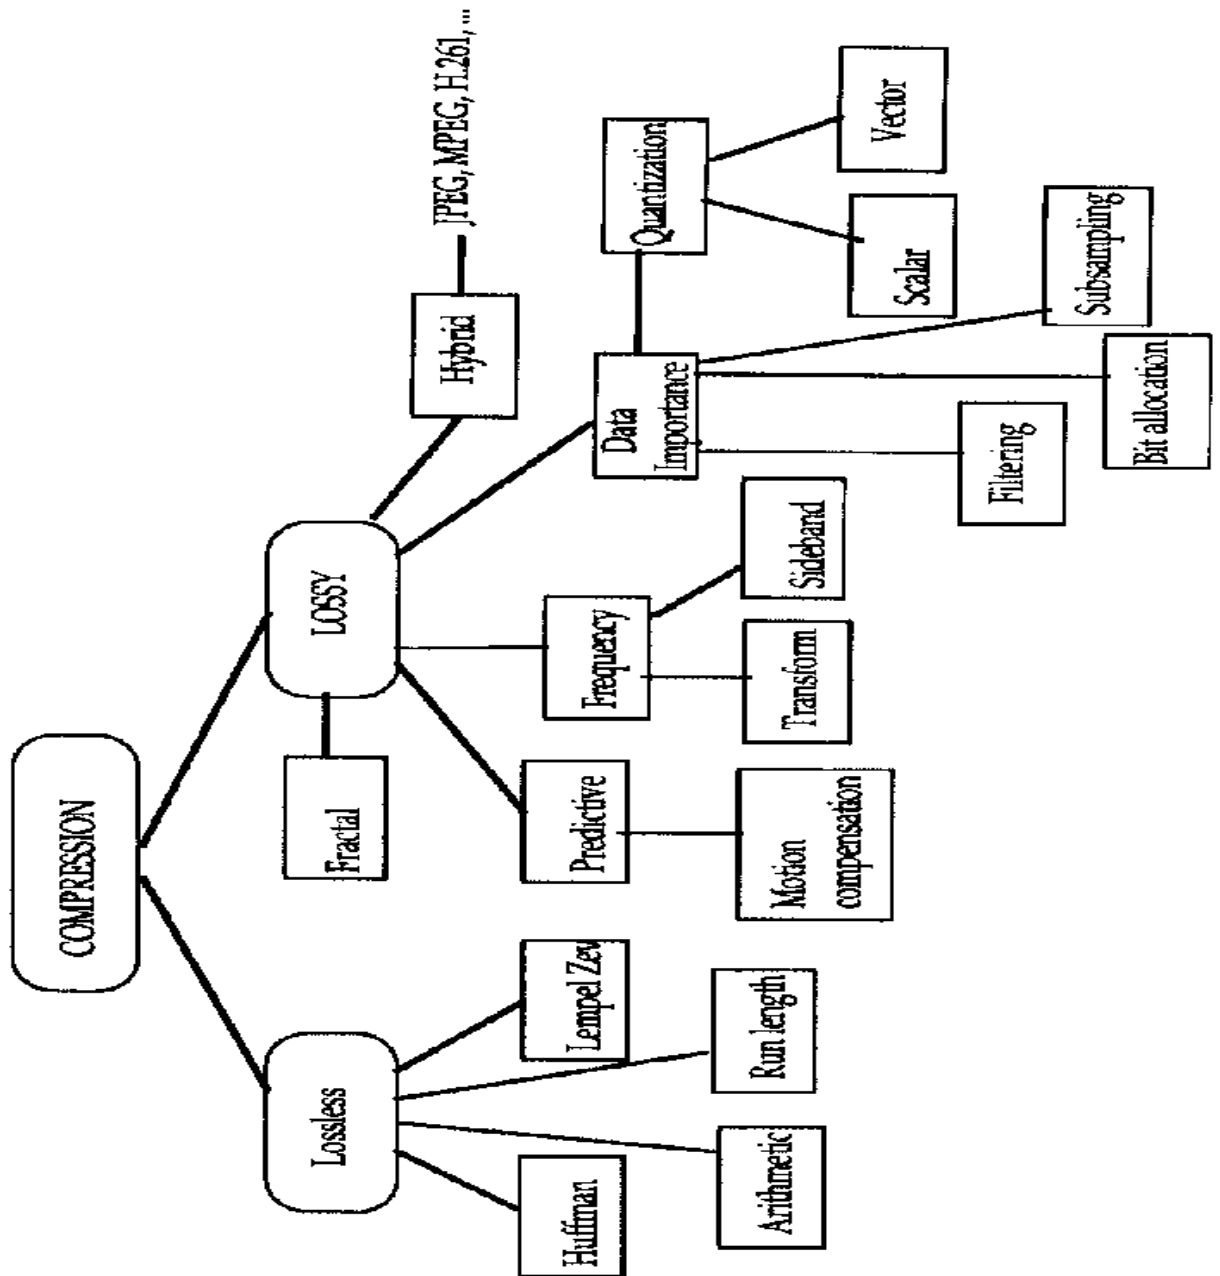 COMPRESSION
Lossless
LOSSY
Huffman
Arithmetic
Run length
Lempel Zev
Fractal
Predictive
Motion
compensation
Frequency
Transform
Sideband
Hybrid
JPEG, MPEG, H.261, ...
Data
Importance
Filtering
Bit allocation
Subsampling
Quantization
Scalar
Vector